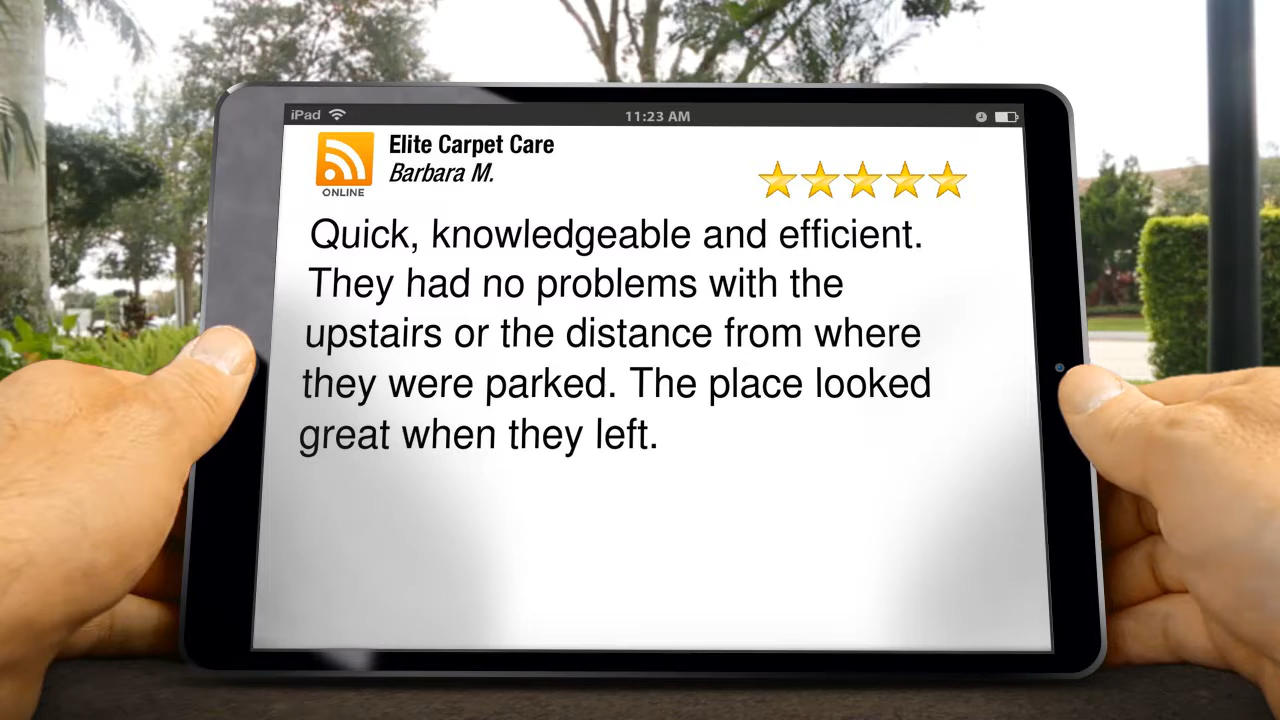 iPad
11:23 AM
ONLINE
Elite Carpet Care
Barbara M.
Quick, knowledgeable and efficient.
They had no problems with the
upstairs or the distance from where
they were parked. The place looked
great when they left.